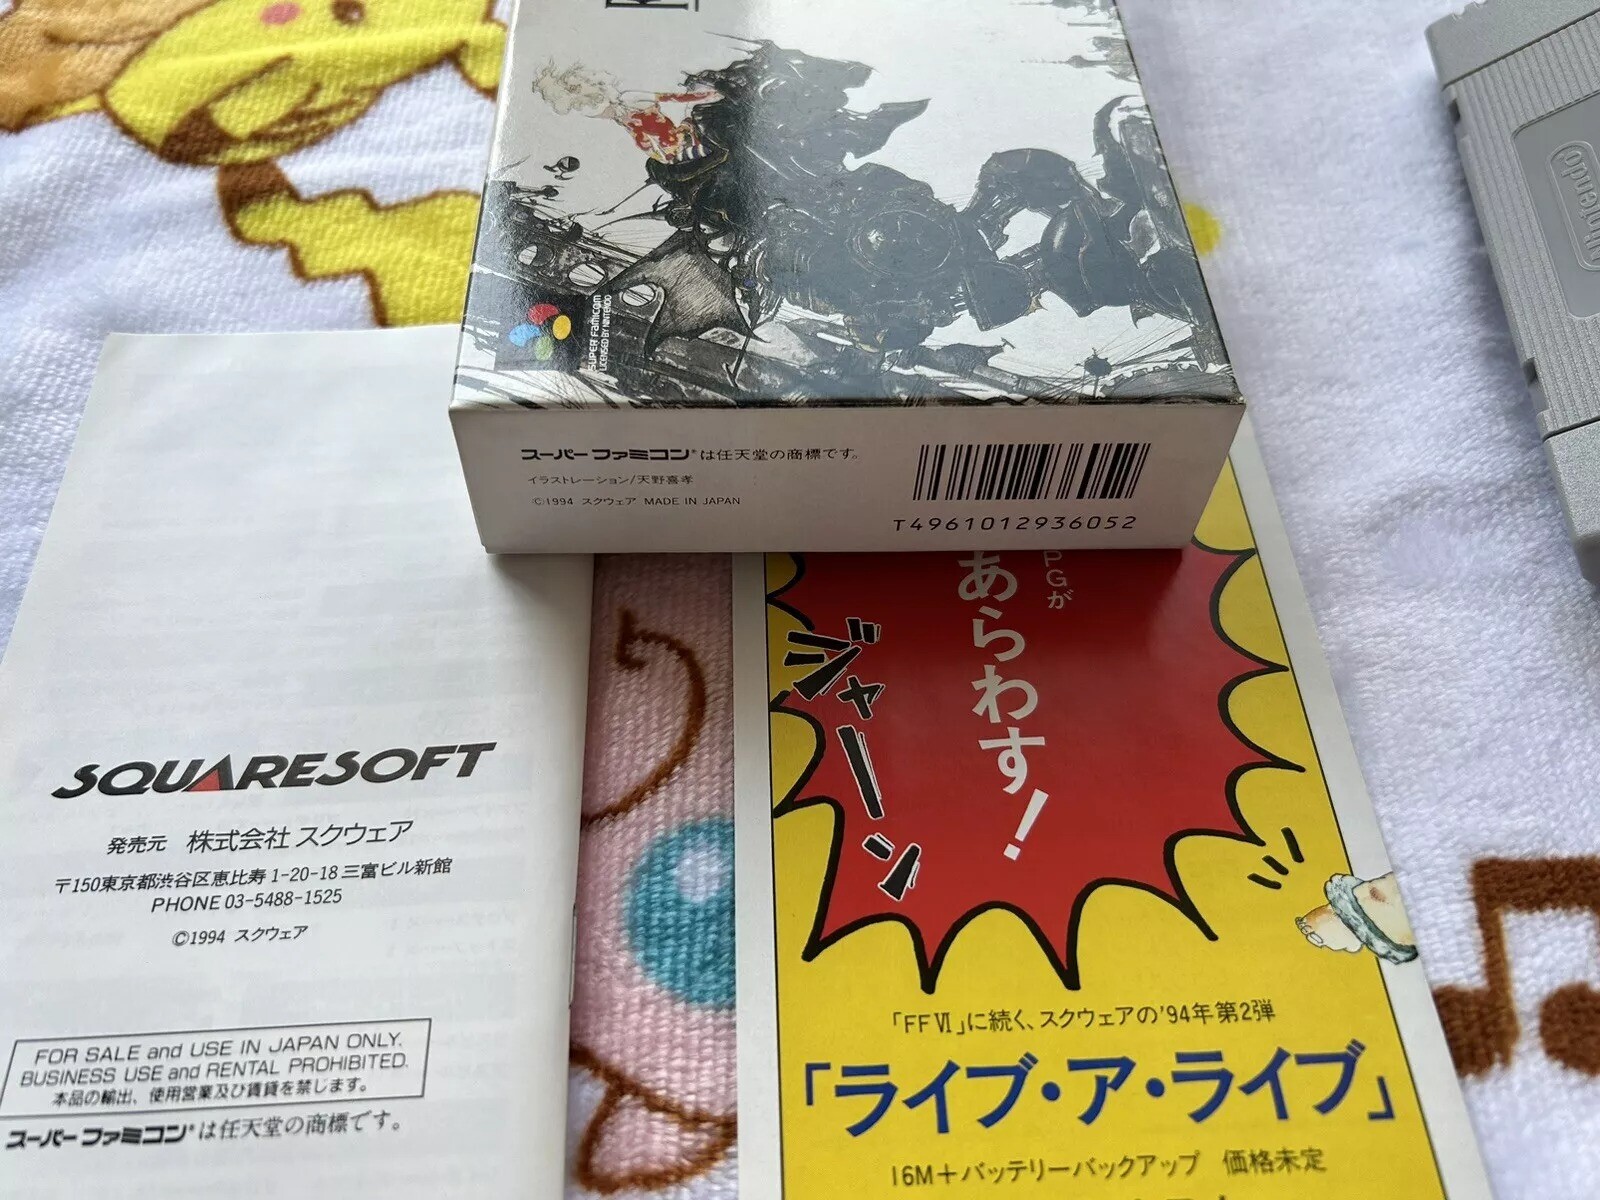 SUPER Famicom
LICENSED BY NINTENDO
スーパーファミコン®は任天堂の商標です。
イラストレーション/天野喜孝
©1994 スクウェア MADE IN JAPAN
T4961012936052
Nintendo
SQUARESOFT
発売元 株式会社 スクウェア
〒150東京都渋谷区恵比寿 1-20-18 三富ビル新館
PHONE 03-5488-1525
©1994 スクウェア
FOR SALE and USE IN JAPAN ONLY.
BUSINESS USE and RENTAL PROHIBITED.
本品の輸出、使用営業及び賃貸を禁じます。
スーパーファミコン®は任天堂の商標です。
PGが
あらわす!
ジャーン
「FFⅥ」に続く、スクウェアの'94年第2弾
「ライブ・ア・ライブ」
16M+バッテリーバックアップ 価格未定